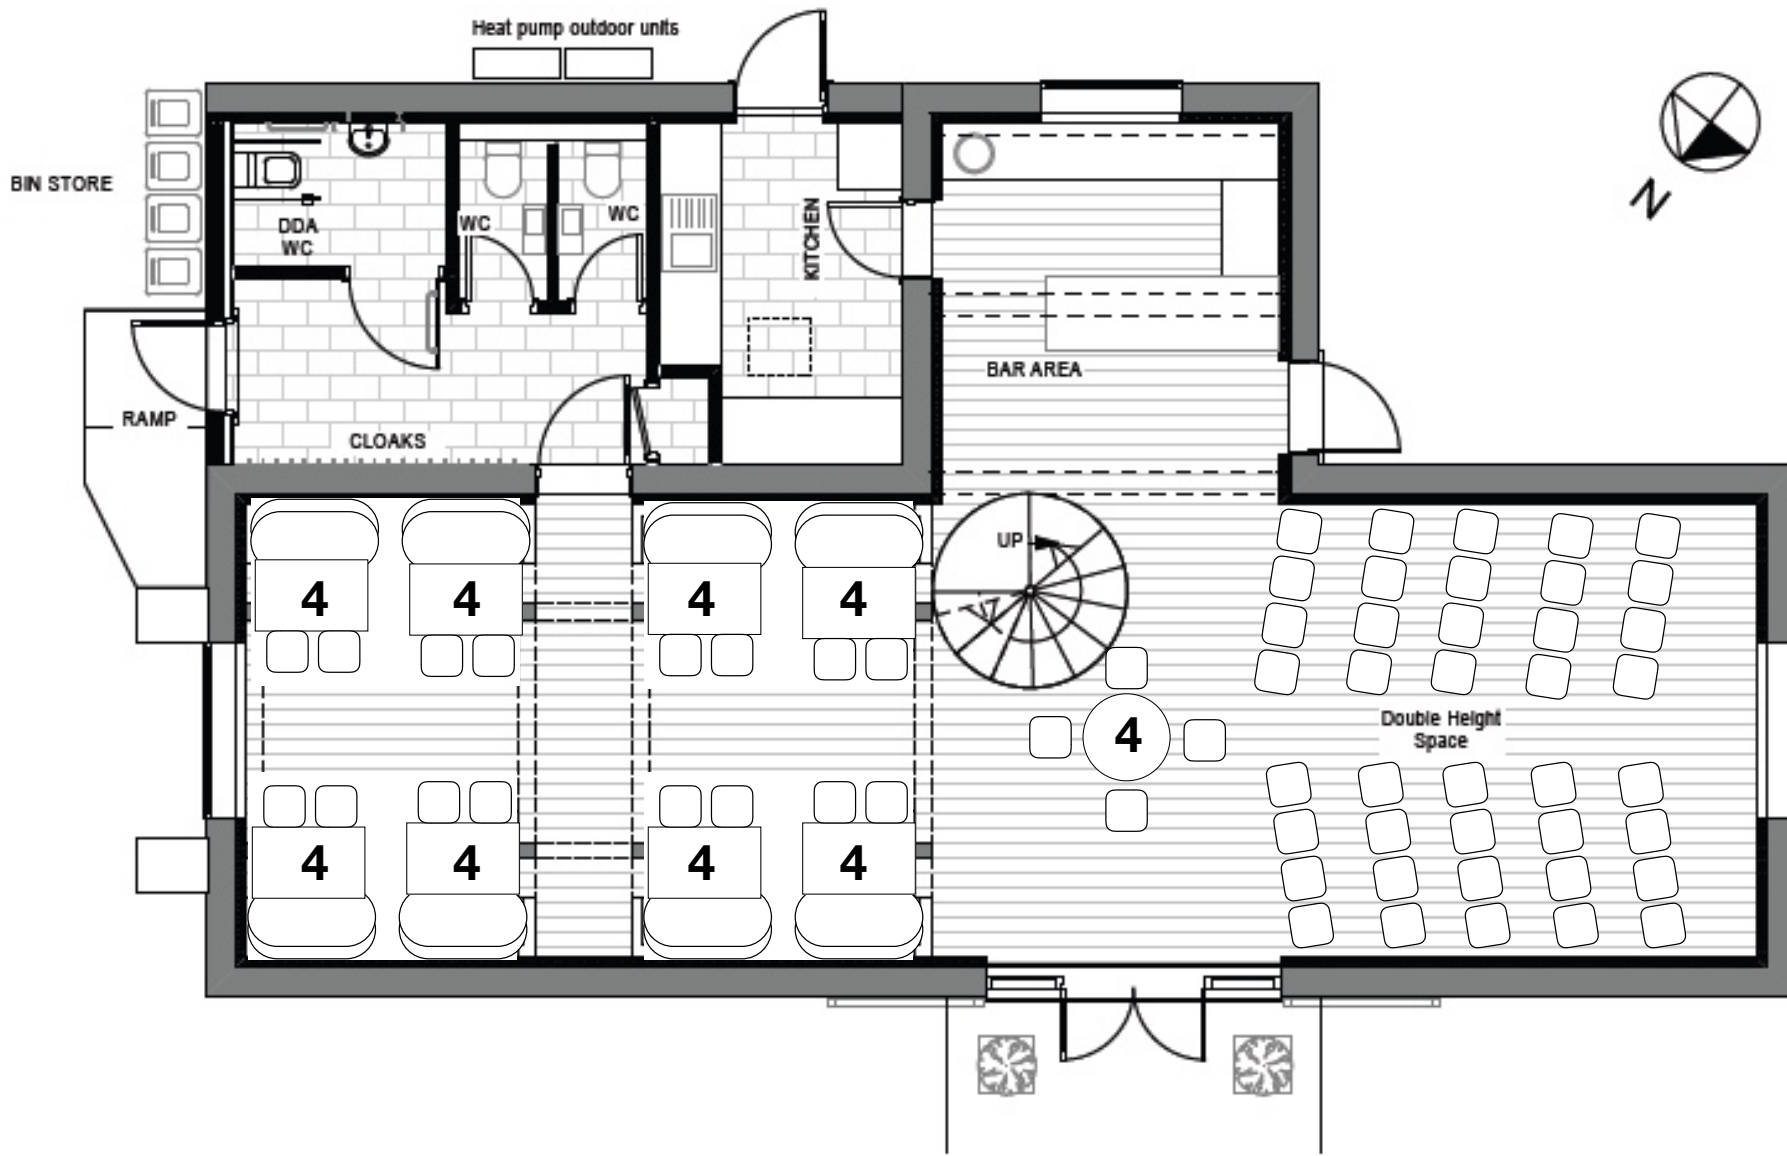 Heat pump outdoor units
BIN STORE
DDA
WC
WC
WC
KITCHEN
N
BAR AREA
RAMP
CLOAKS
UP
4
4
4
4
4
Double Height
Space
4
4
4
4